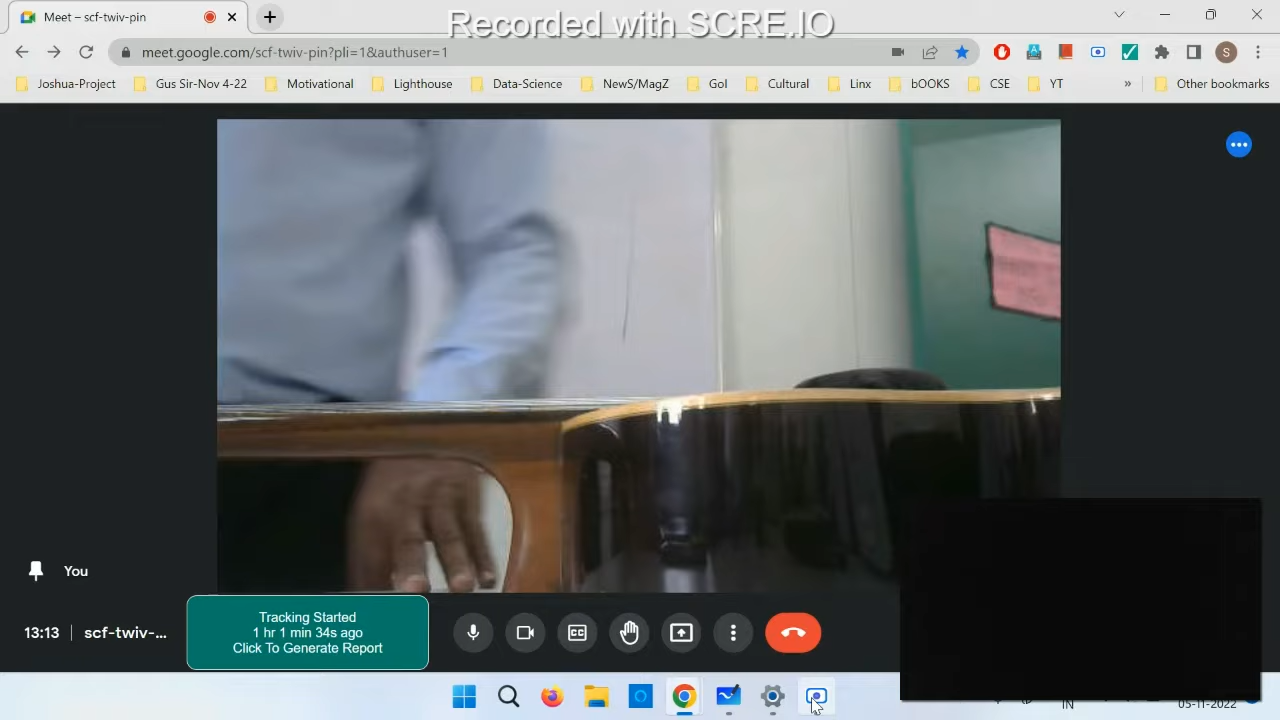 Meet – scf-twiv-pin
Recorded with SCRE.IO
meet.google.com/scf-twiv-pin?pli=1&authuser=1
S
Joshua-Project
Gus Sir-Nov 4-22
Motivational
Lighthouse
Data-Science
NewS/MagZ
GoI
Cultural
Linx
bOOKS
CSE
YT
»
Other bookmarks
You
13:13 | scf-twiv-...
Tracking Started
1 hr 1 min 34s ago
Click To Generate Report
CC
IN
05-11-2022